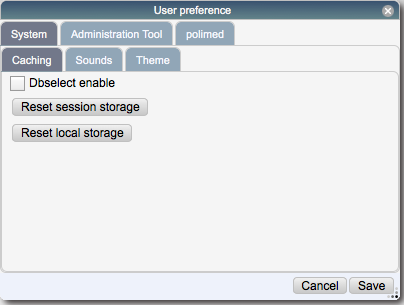 User preference
System Administration Tool polimed
Caching Sounds Theme
Dbselect enable
Reset session storage
Reset local storage
Cancel Save